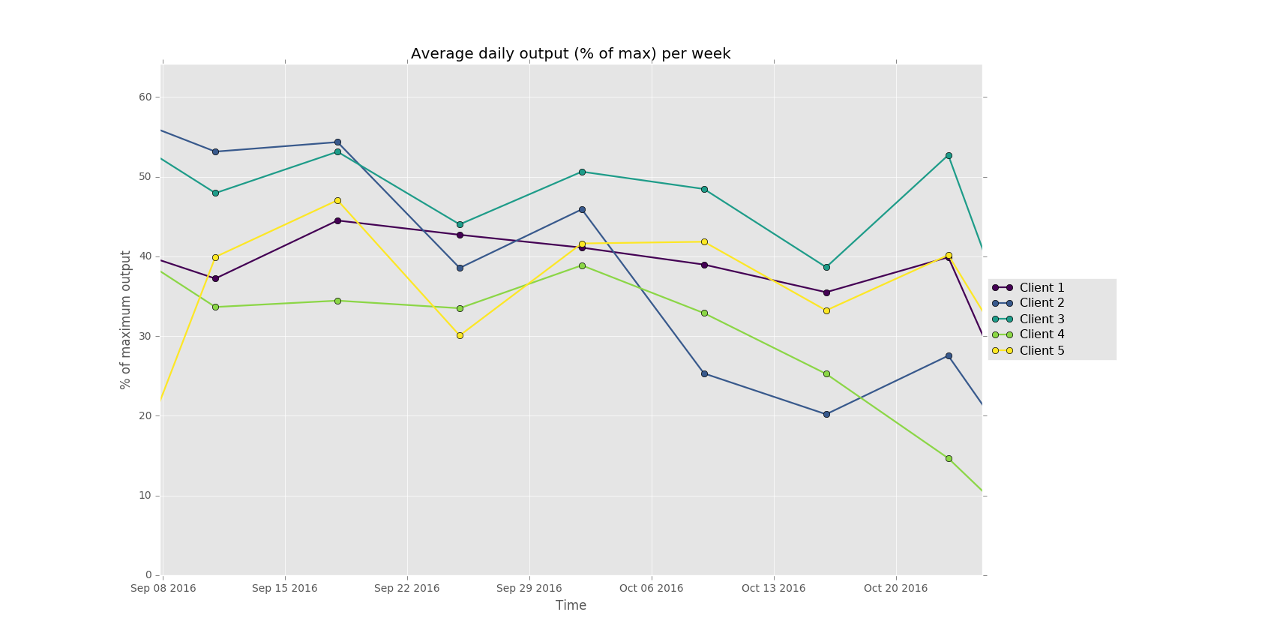 Average daily output (% of max) per week
60
50
40
30
20
10
0
% of maximum output
Sep 08 2016 Sep 15 2016 Sep 22 2016 Sep 29 2016 Oct 06 2016 Oct 13 2016 Oct 20 2016
Time
Client 1
Client 2
Client 3
Client 4
Client 5